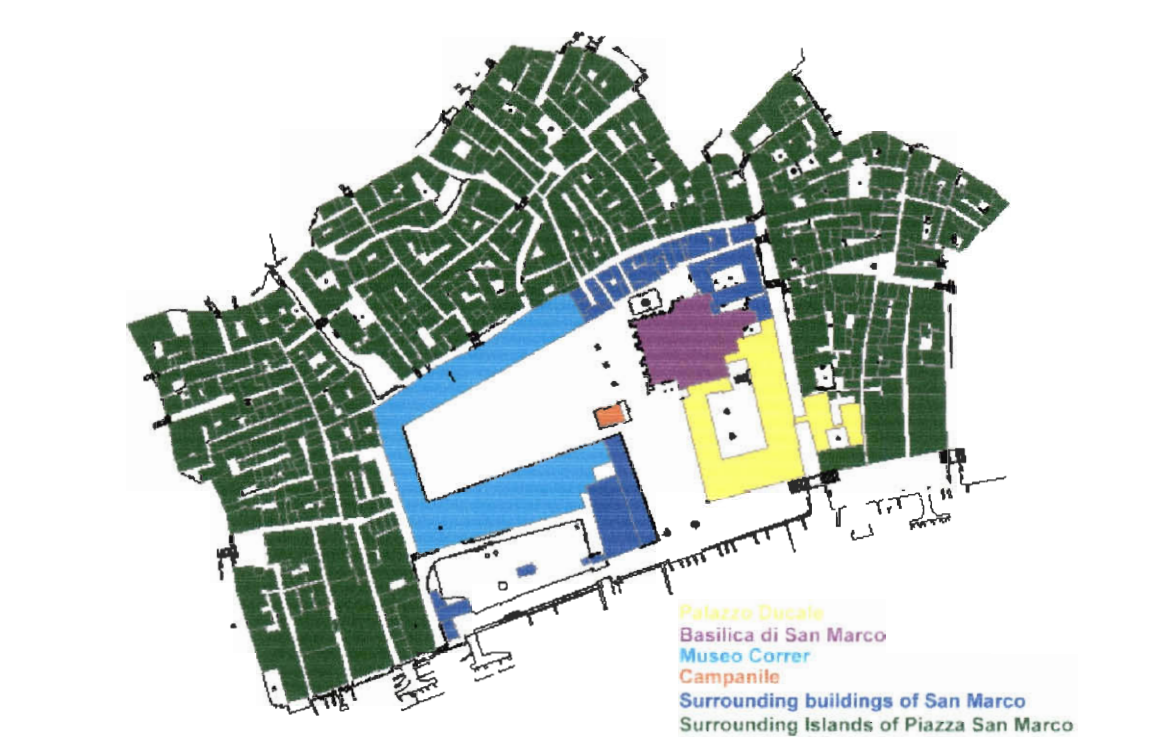 Palazzo Ducale
Basilica di San Marco
Museo Correr
Campanile
Surrounding buildings of San Marco
Surrounding Islands of Piazza San Marco